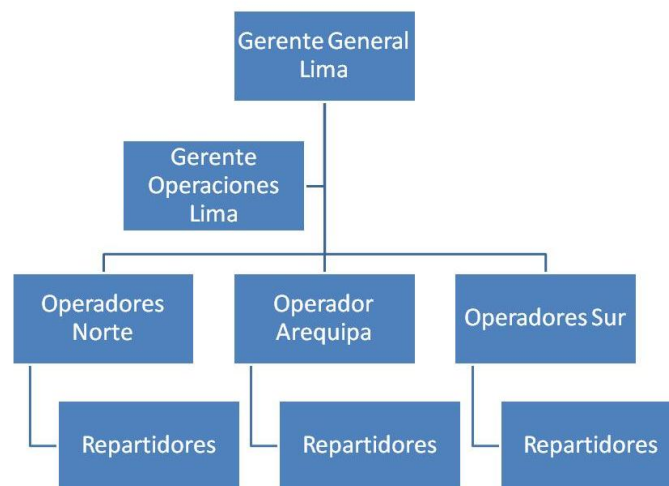 Gerente General
Lima
Gerente
Operaciones
Lima
Operadores
Norte
Operador
Arequipa
Operadores Sur
Repartidores
Repartidores
Repartidores